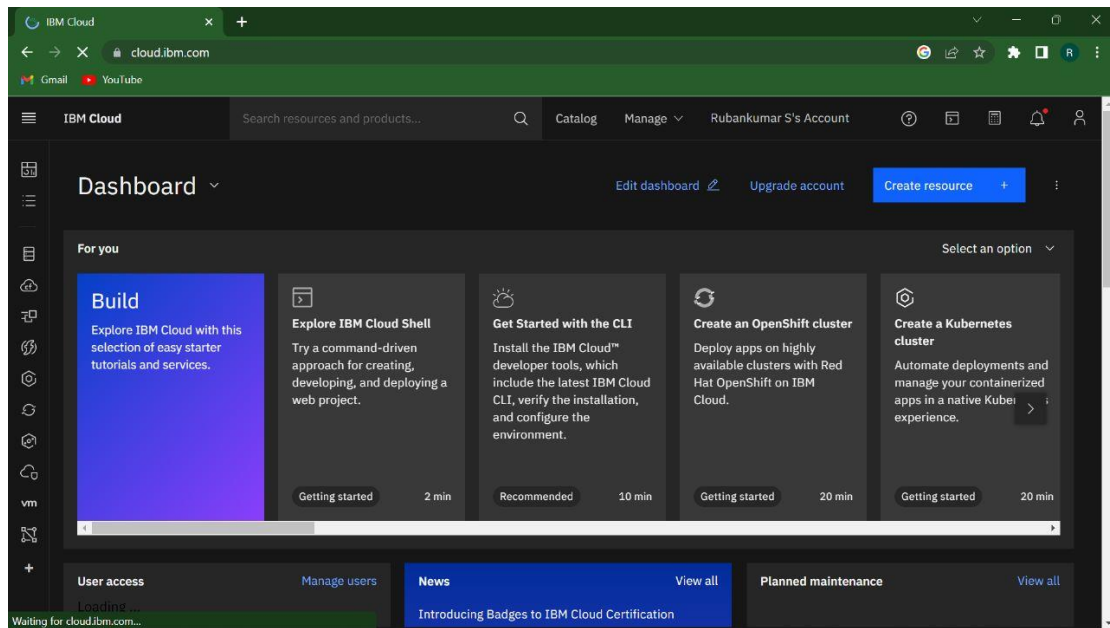 IBM Cloud
cloud.ibm.com
R
Gmail YouTube
IBM Cloud Search resources and products... Catalog Manage Rubankumar S's Account
Dashboard
Edit dashboard Upgrade account Create resource +
For you Select an option
Build
Explore IBM Cloud with this
selection of easy starter
tutorials and services.
Explore IBM Cloud Shell
Try a command-driven
approach for creating,
developing, and deploying a
web project.
Getting started 2 min
Get Started with the CLI
Install the IBM Cloud™
developer tools, which
include the latest IBM Cloud
CLI, verify the installation,
and configure the
environment.
Recommended 10 min
Create an OpenShift cluster
Deploy apps on highly
available clusters with Red
Hat OpenShift on IBM
Cloud.
Getting started 20 min
Create a Kubernetes
cluster
Automate deployments and
manage your containerized
apps in a native
experience.
Getting started 20 min
vm
User access Manage users
Loading ...
News View all
Introducing Badges to IBM Cloud Certification
Planned maintenance View all
Waiting for cloud.ibm.com...